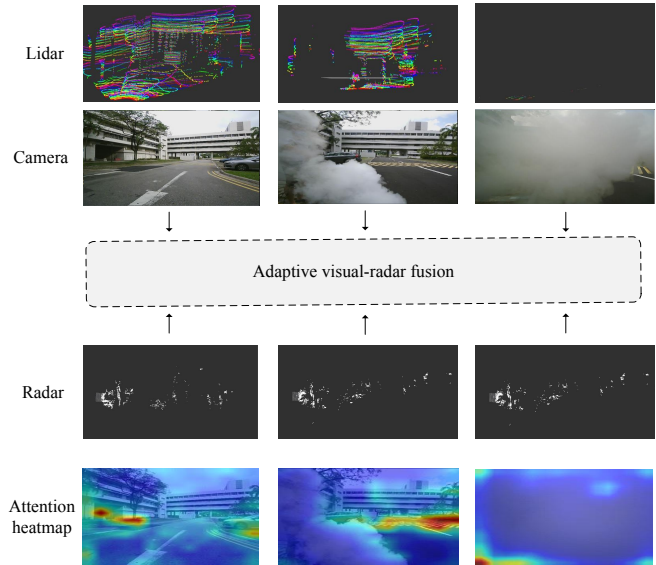 Lidar
Camera
Adaptive visual-radar fusion
Radar
Attention
heatmap